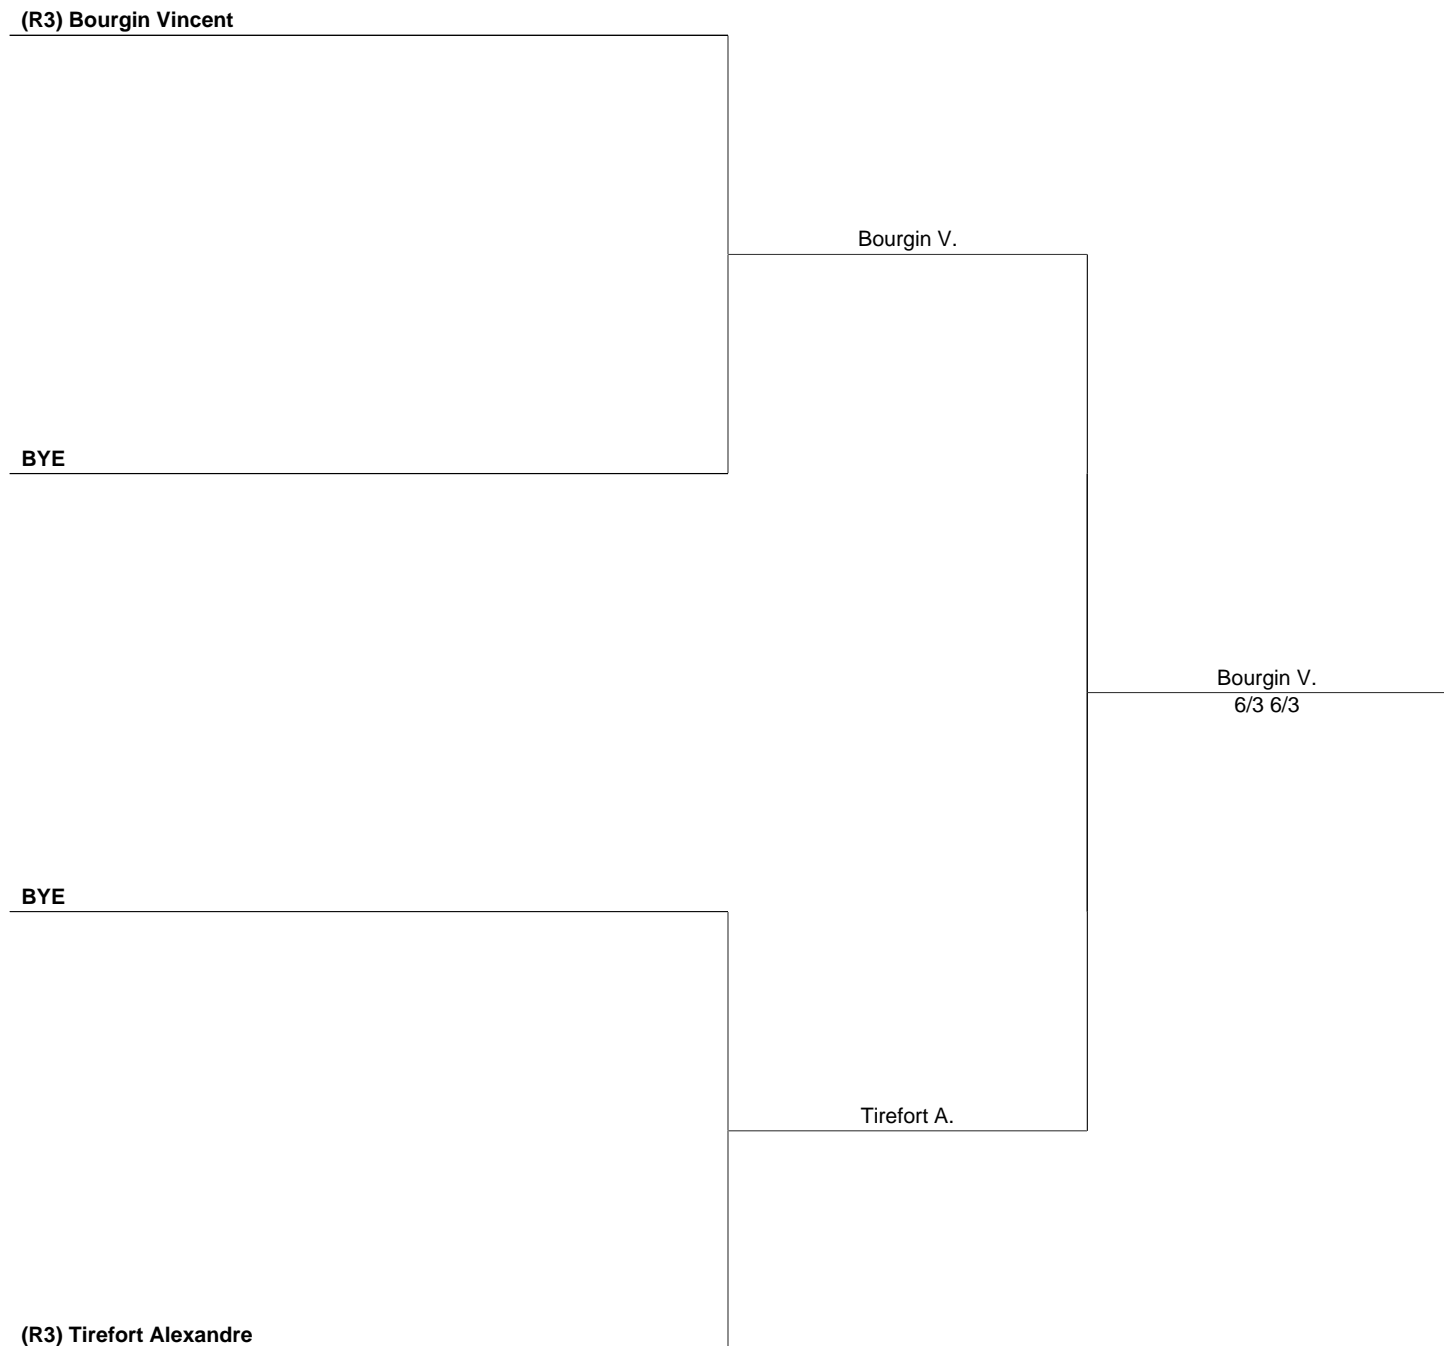 (R3) Bourgin Vincent
Bourgin V.
BYE
Bourgin V.
6/3 6/3
BYE
Tirefort A.
(R3) Tirefort Alexandre